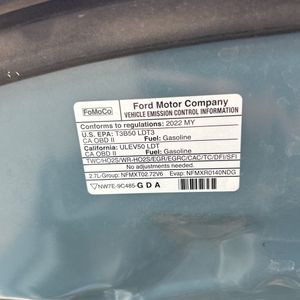 FoMoCo
Ford Motor Company
VEHICLE EMISSION CONTROL INFORMATION
Conforms to regulations: 2022 MY
U.S. EPA: T3B50 LDT3
CA OBD II Fuel: Gasoline
California: ULEV50 LDT
CA OBD II Fuel: Gasoline
TWC/HO2S/WR-HO2S/EGR/EGRC/CAC/TC/DFI/SFI
No adjustments needed.
2.7L-Group: NFMXT02.72V6 Evap: NFMXR0140NDG
NW7E-9C485-GDA